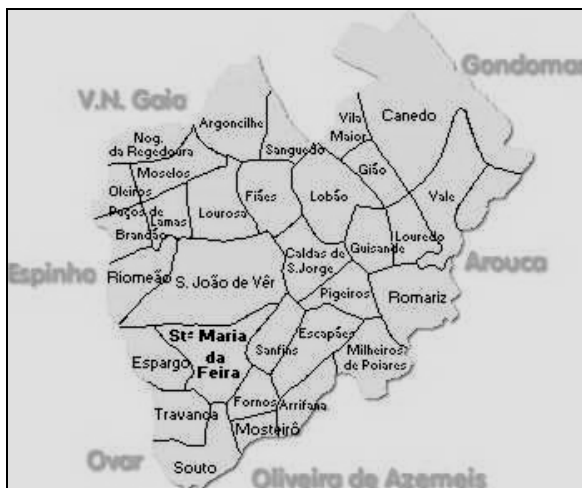 Gondomar
V.N. Gaia
Canedo
Argoncilhe
Vila
Maior
Nog.
da Regedoura
Sanguedo
Gião
Moselos
Oleiros
Fiães
Lobão
Vale
Paços de
Brandão
Lamas
Lourosa
Guisande
Louredo
Caldas de
S.Jorge
Espinho
Riomeão
S. João de Vêr
Arouca
Pigeiros
Romariz
Stª Maria
da
Feira
Escapães
Sanfins
Milheiros
de Poiares
Espargo
Fornos
Arrifana
Travanca
Mosteirô
Ovar
Souto
Oliveira de Azemeis